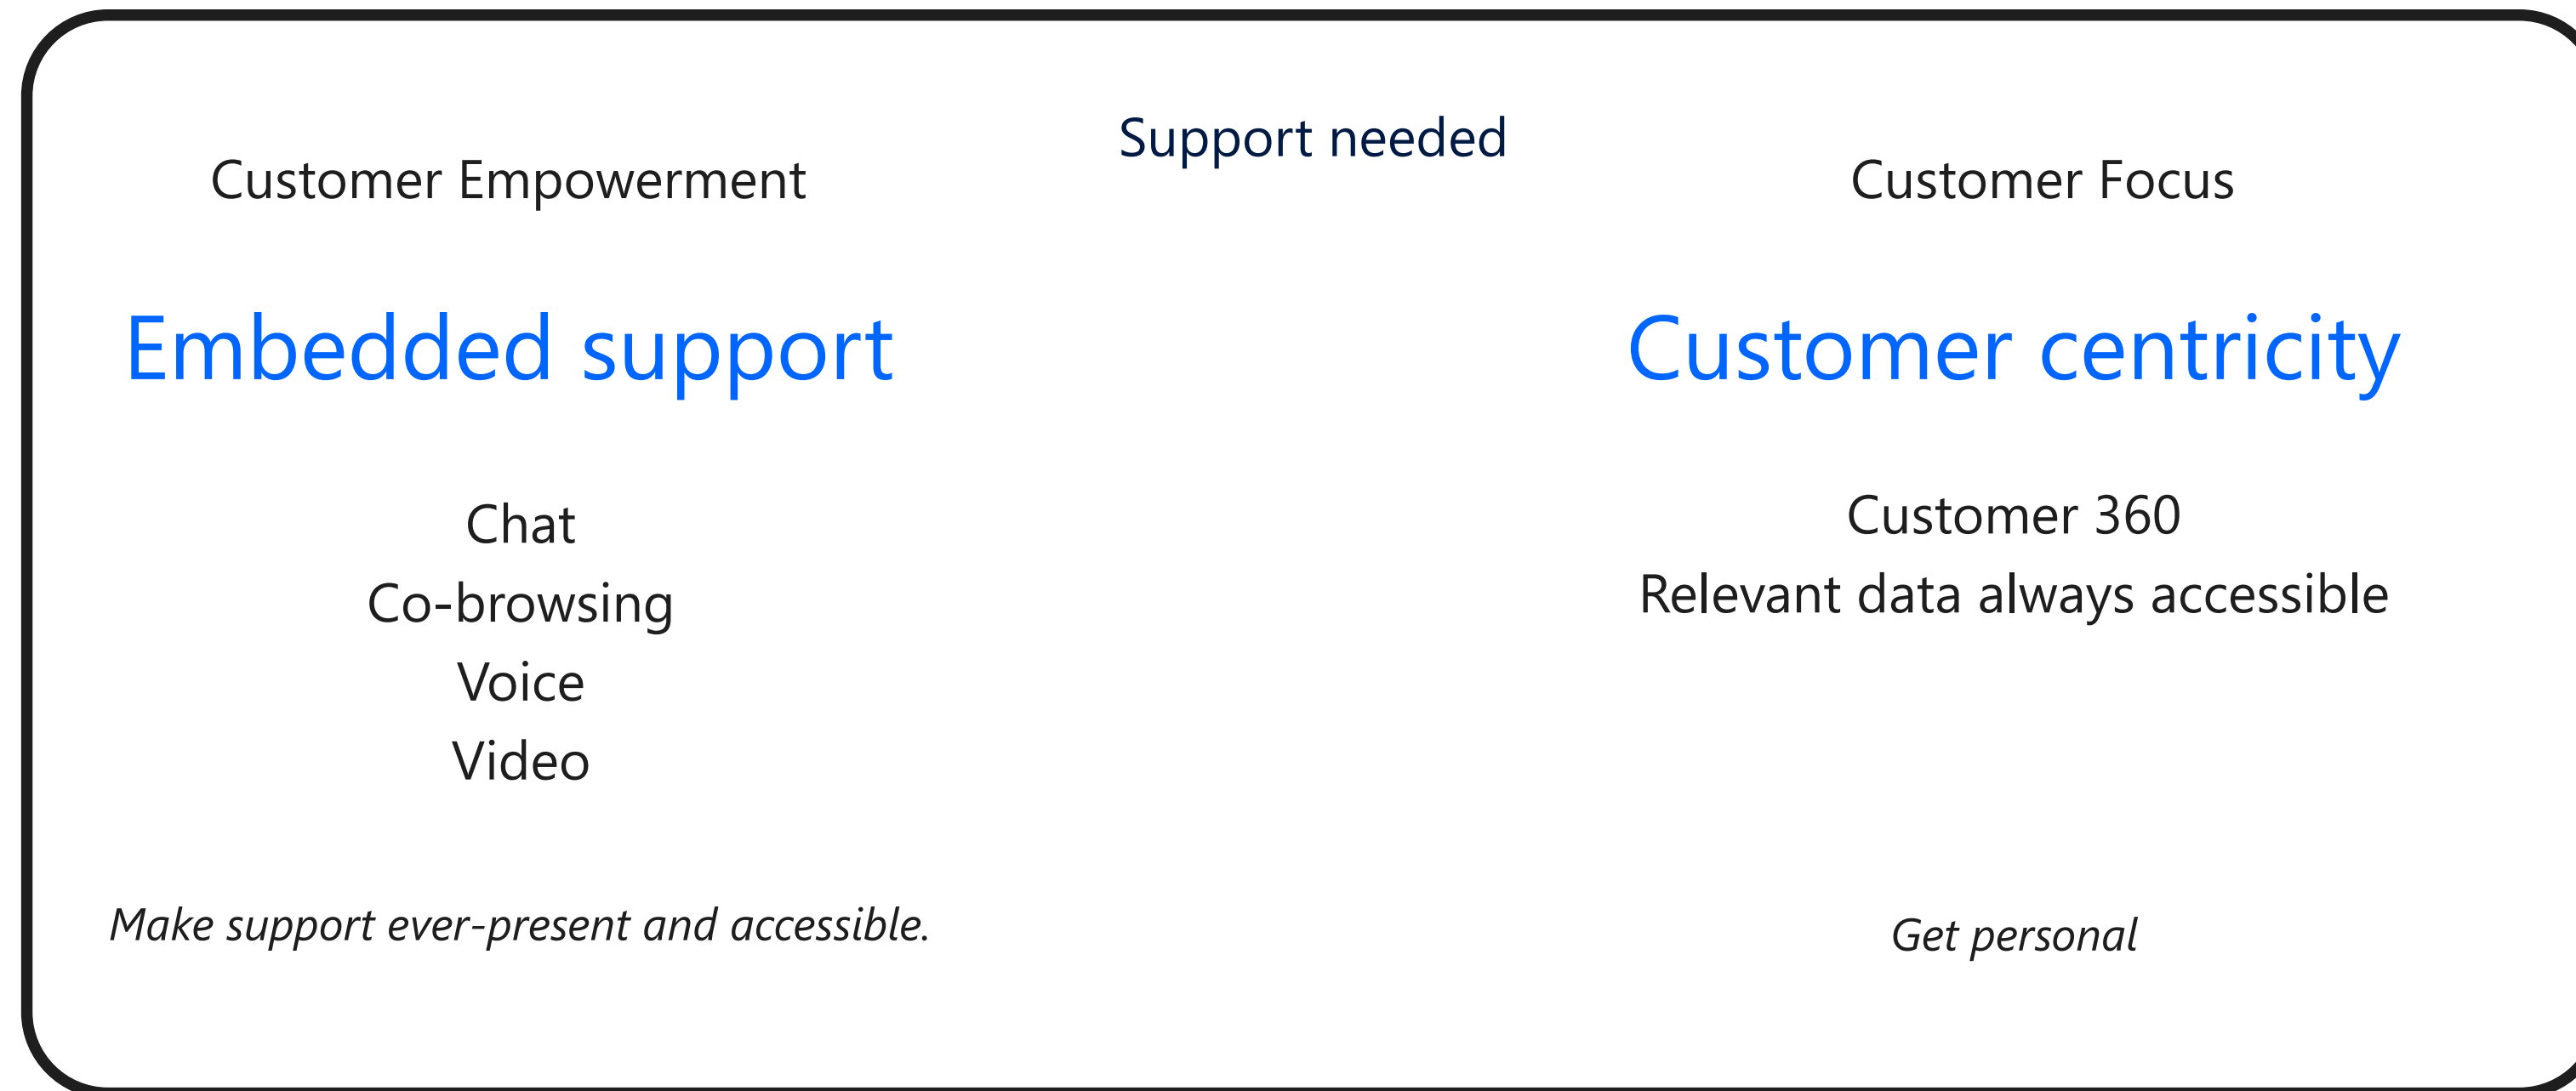 Support needed
Customer Empowerment
Embedded support
Chat
Co-browsing
Voice
Video
Make support ever-present and accessible.
Customer Focus
Customer centricity
Customer 360
Relevant data always accessible
Get personal